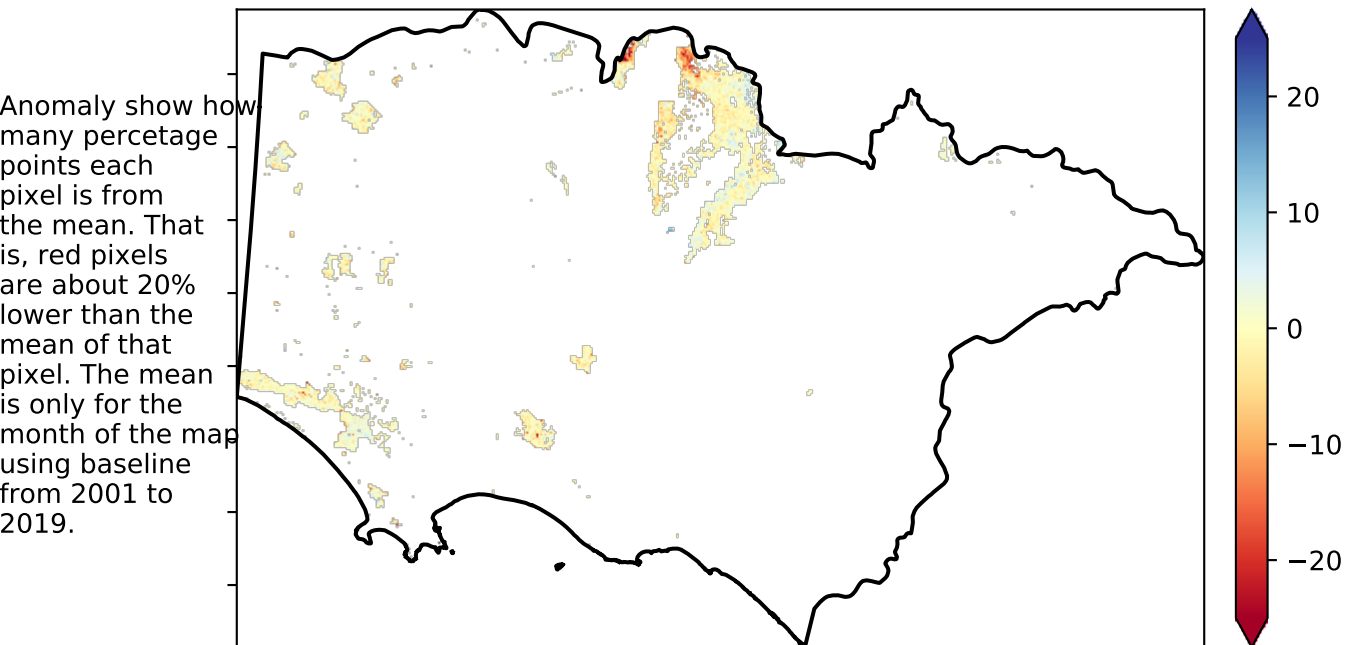 Anomaly show how
many percetage
points each
pixel is from
the mean. That
is, red pixels
are about 20%
lower than the
mean of that
pixel. The mean
is only for the
month of the map
using baseline
from 2001 to
2019.
20
10
0
−10
−20